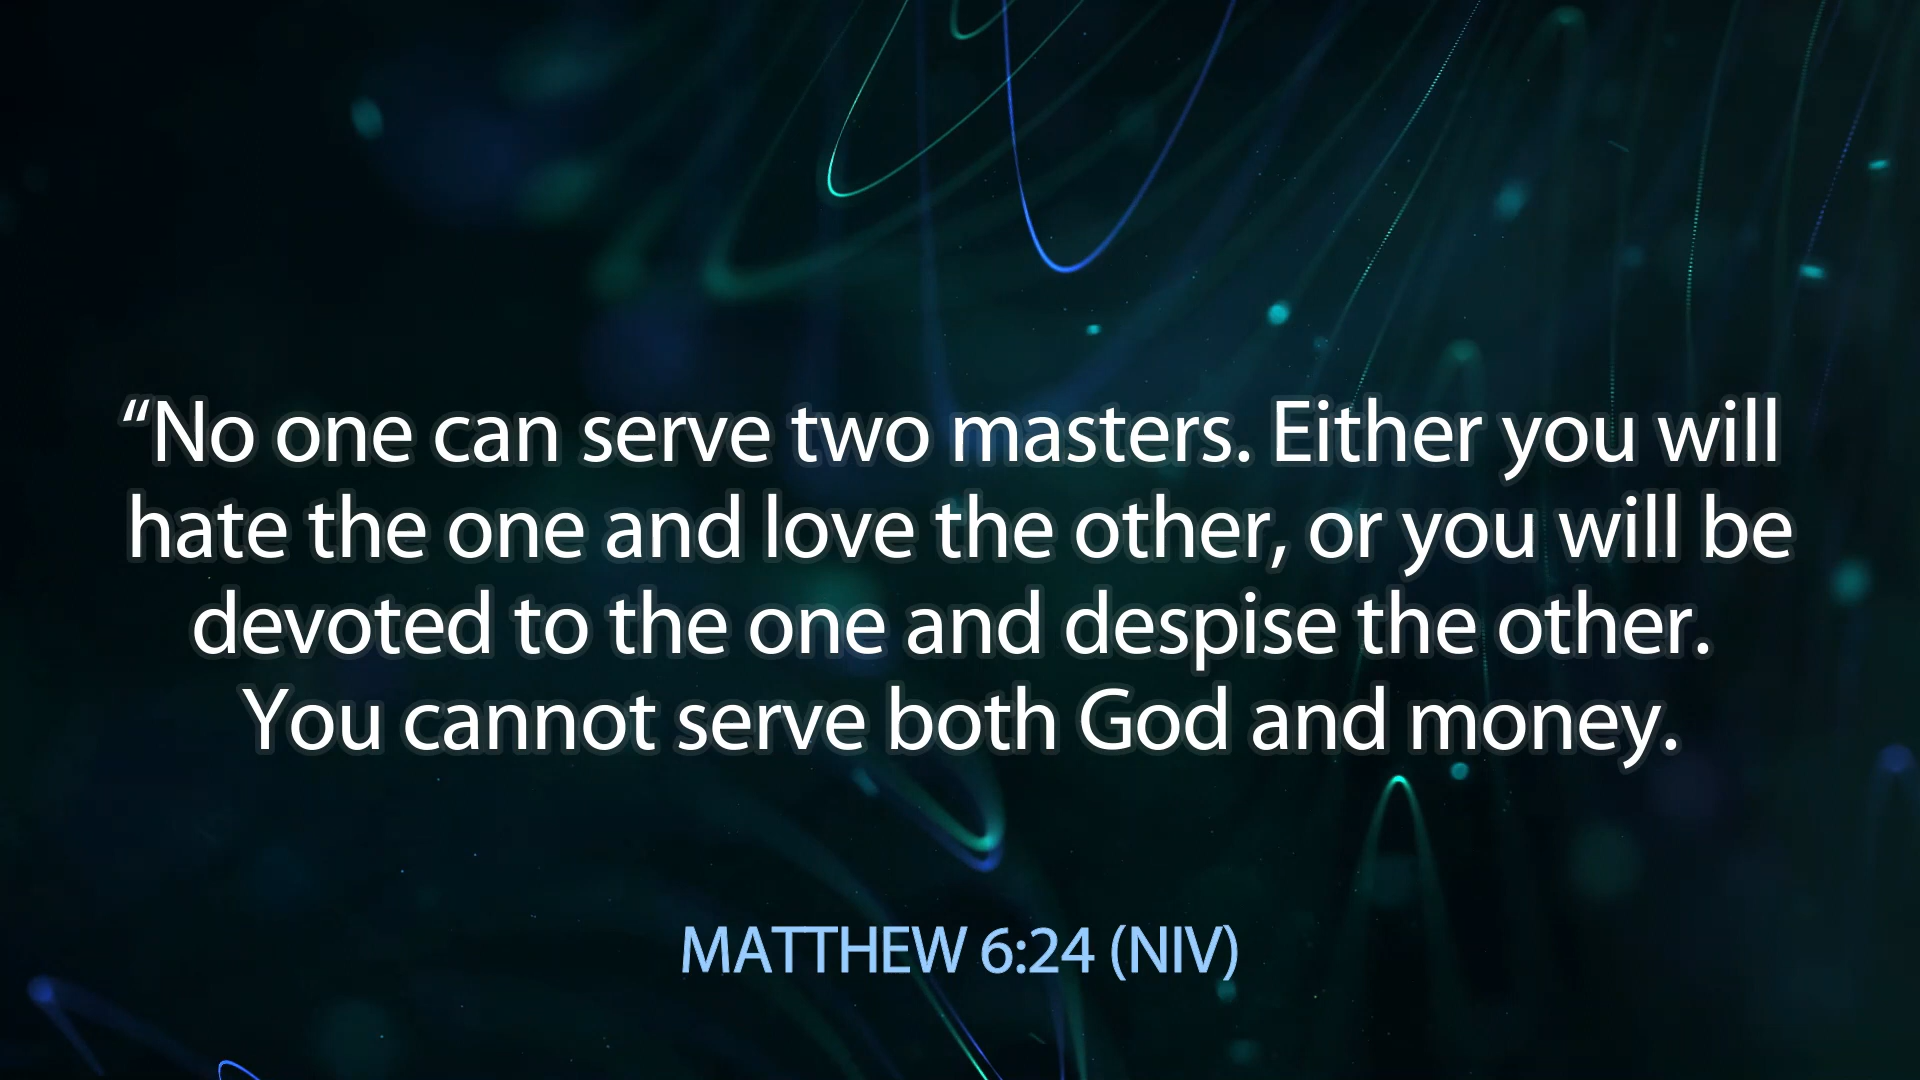 “No one can serve two masters. Either you will
hate the one and love the other, or you will be
devoted to the one and despise the other.
You cannot serve both God and money.
MATTHEW 6:24 (NIV)